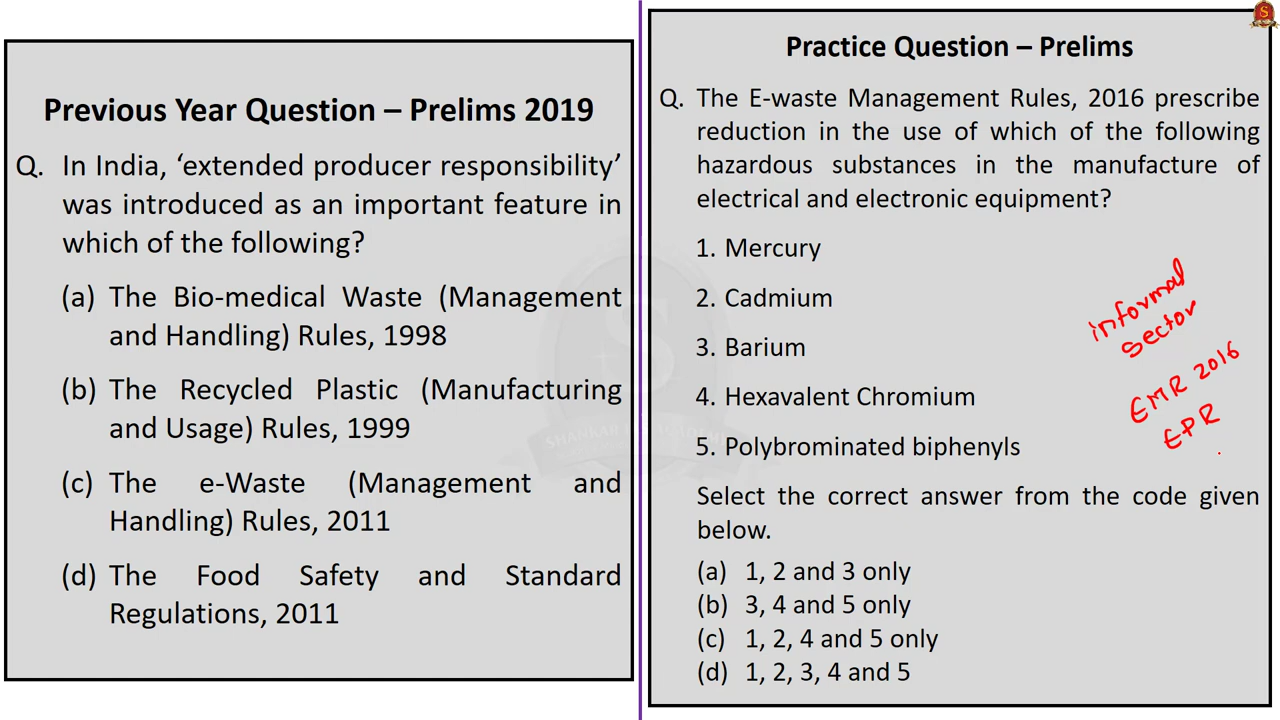 Previous Year Question – Prelims 2019
Q. In India, ‘extended producer responsibility’
was introduced as an important feature in
which of the following?
(a) The Bio-medical Waste (Management
and Handling) Rules, 1998
(b) The Recycled Plastic (Manufacturing
and Usage) Rules, 1999
(c) The e-Waste (Management and
Handling) Rules, 2011
(d) The Food Safety and Standard
Regulations, 2011
Practice Question – Prelims
Q. The E-waste Management Rules, 2016 prescribe
reduction in the use of which of the following
hazardous substances in the manufacture of
electrical and electronic equipment?
1. Mercury
2. Cadmium
3. Barium
4. Hexavalent Chromium
5. Polybrominated biphenyls
Select the correct answer from the code given
below.
(a) 1, 2 and 3 only
(b) 3, 4 and 5 only
(c) 1, 2, 4 and 5 only
(d) 1, 2, 3, 4 and 5
informal
sector
EMR 2016
EPR
S
SHANKAR